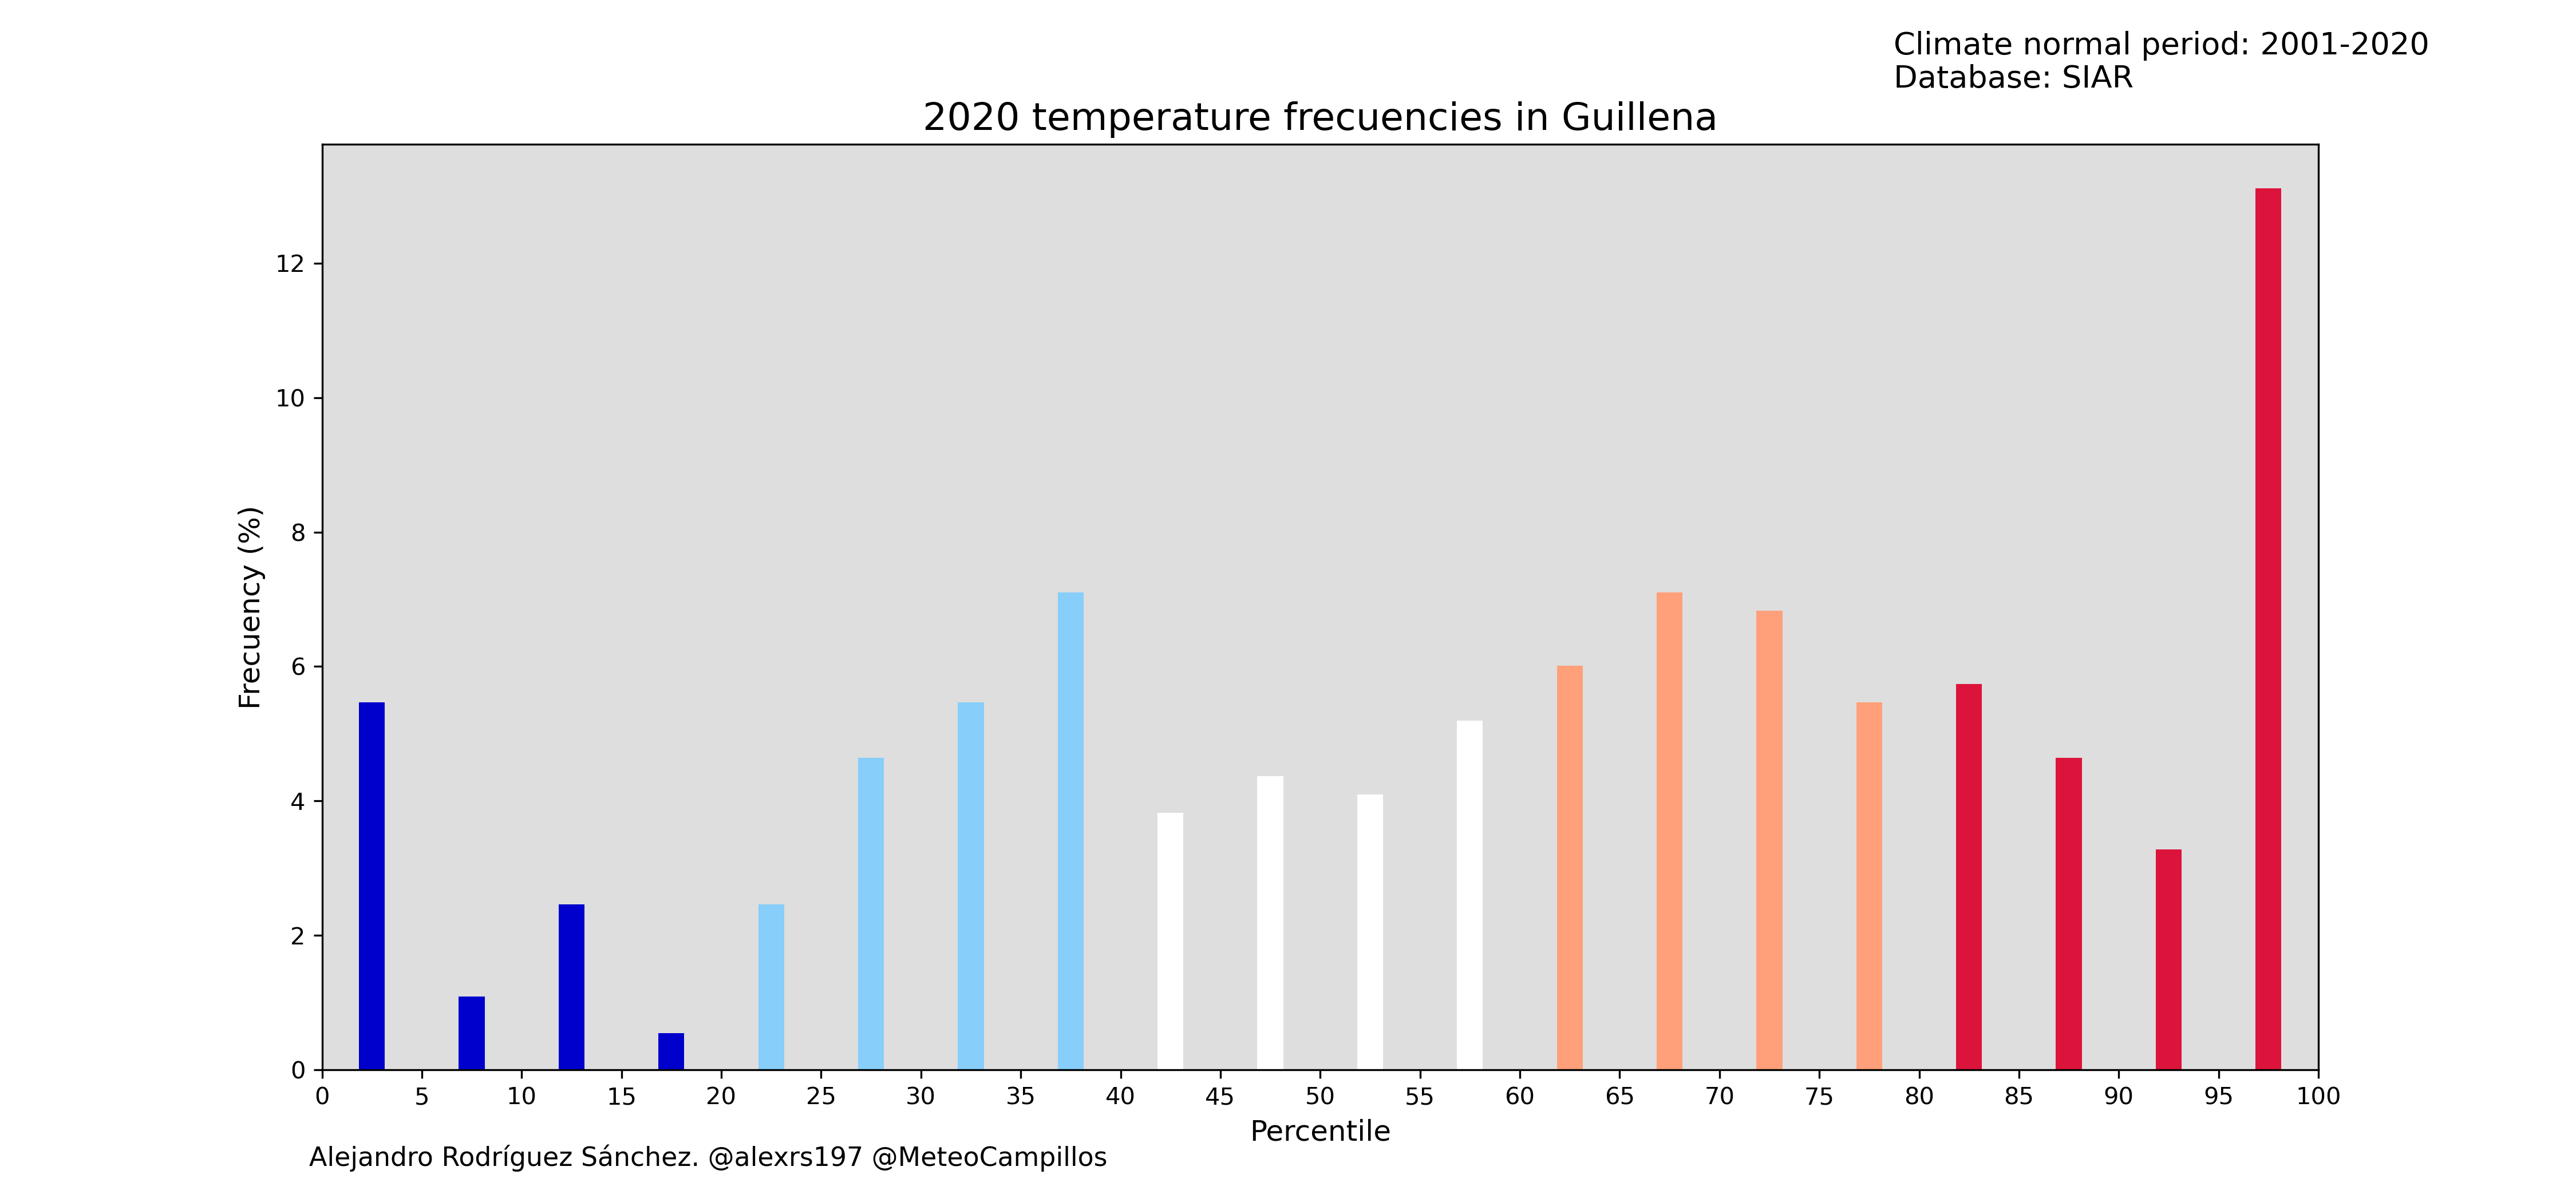 Climate normal period: 2001-2020
Database: SIAR
2020 temperature frecuencies in Guillena
Frecuency (%)
12
10
8
6
4
2
0
0 5 10 15 20 25 30 35 40 45 50 55 60 65 70 75 80 85 90 95 100
Percentile
Alejandro Rodríguez Sánchez. @alexrs197 @MeteoCampillos